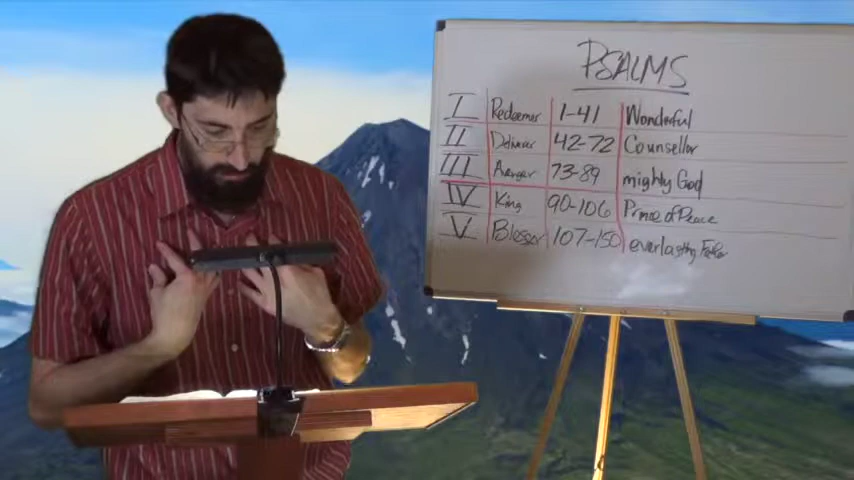 PSALMS
I Redeemer 1-41 Wonderful
II Deliverer 42-72 Counsellor
III Avenger 73-89 mighty God
IV King 90-106 Prince of Peace
V Blesser 107-150 everlasting Father